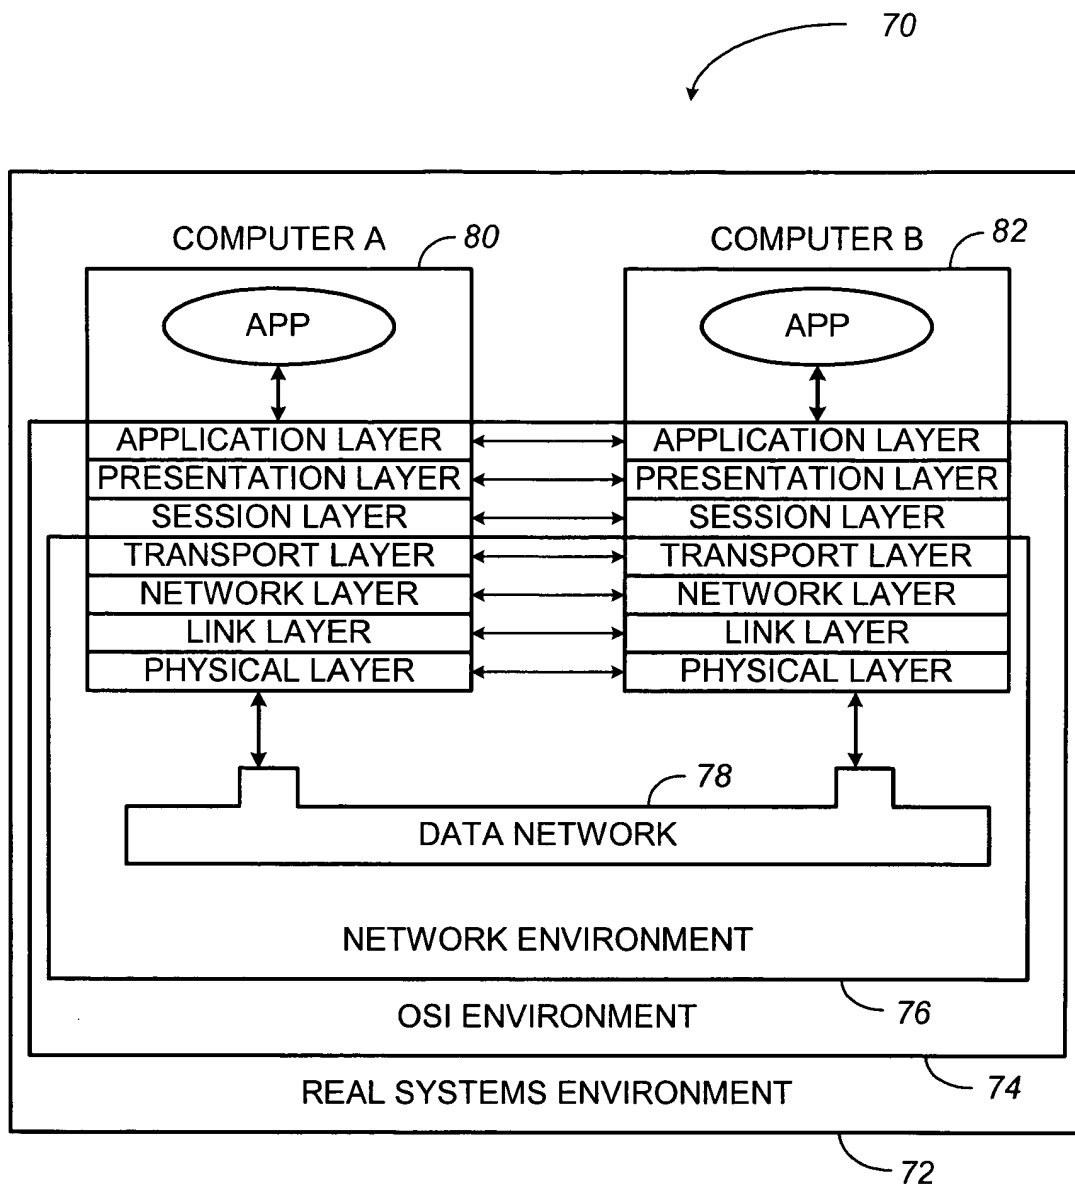 70
COMPUTER A 80 COMPUTER B 82
APP APP
APPLICATION LAYER APPLICATION LAYER
PRESENTATION LAYER PRESENTATION LAYER
SESSION LAYER SESSION LAYER
TRANSPORT LAYER TRANSPORT LAYER
NETWORK LAYER NETWORK LAYER
LINK LAYER LINK LAYER
PHYSICAL LAYER PHYSICAL LAYER
78
DATA NETWORK
NETWORK ENVIRONMENT
76
OSI ENVIRONMENT
74
REAL SYSTEMS ENVIRONMENT
72